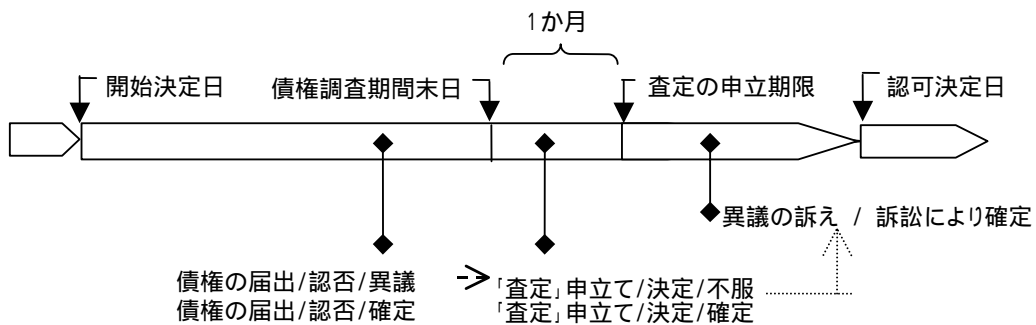 1か月
開始決定日
債権調査期間末日
査定の申立期限
認可決定日
異議の訴え / 訴訟により確定
債権の届出/認否/異議
債権の届出/認否/確定
「査定」申立て/決定/不服
「査定」申立て/決定/確定